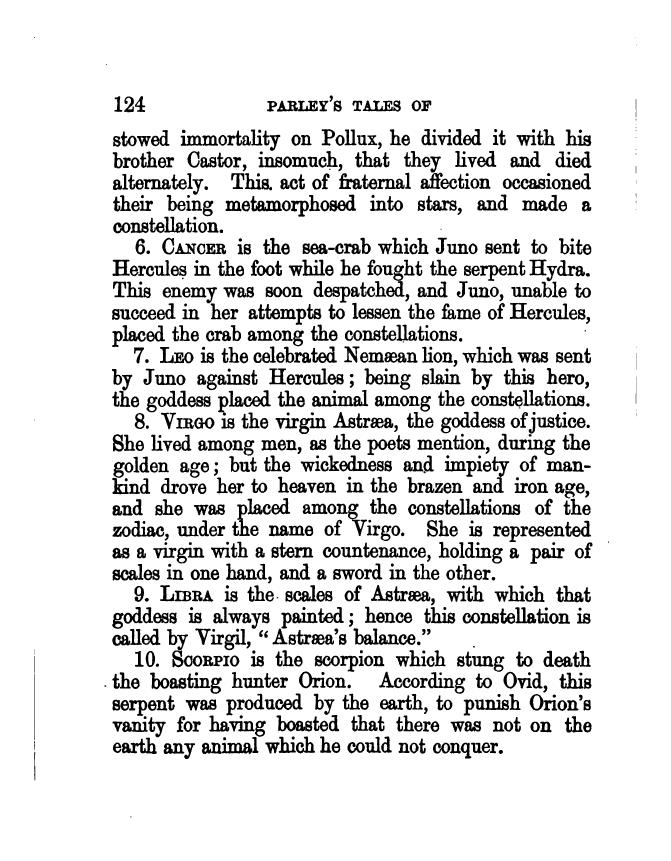 124 PARLEY'S TALES OF
stowed immortality on Pollux, he divided it with his
brother Castor, insomuch, that they lived and died
alternately. This act of fraternal affection occasioned
their being metamorphosed into stars, and made a
constellation.
6. CANCER is the sea-crab which Juno sent to bite
Hercules in the foot while he fought the serpent Hydra.
This enemy was soon despatched, and Juno, unable to
succeed in her attempts to lessen the fame of Hercules,
placed the crab among the constellations.
7. LEO is the celebrated Nemæan lion, which was sent
by Juno against Hercules; being slain by this hero,
the goddess placed the animal among the constellations.
8. VIRGO is the virgin Astræa, the goddess of justice.
She lived among men, as the poets mention, during the
golden age; but the wickedness and impiety of man-
kind drove her to heaven in the brazen and iron age,
and she was placed among the constellations of the
zodiac, under the name of Virgo. She is represented
as a virgin with a stern countenance, holding a pair of
scales in one hand, and a sword in the other.
9. LIBRA is the scales of Astræa, with which that
goddess is always painted; hence this constellation is
called by Virgil, "Astræa's balance."
10. SCORPIO is the scorpion which stung to death
the boasting hunter Orion. According to Ovid, this
serpent was produced by the earth, to punish Orion's
vanity for having boasted that there was not on the
earth any animal which he could not conquer.